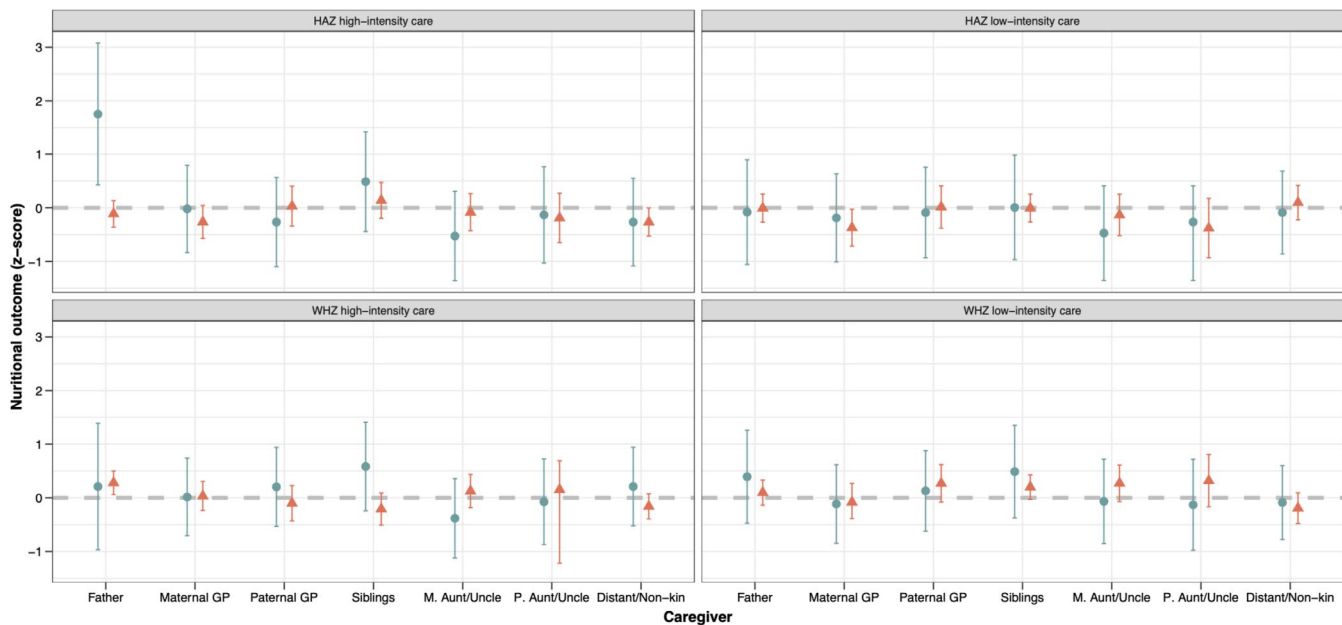 HAZ high−intensity care
HAZ low−intensity care
3
2
1
0
−1
WHZ high−intensity care
WHZ low−intensity care
3
2
1
0
−1
Nuritional outcome (z−score)
Father Maternal GP Paternal GP Siblings M. Aunt/Uncle P. Aunt/Uncle Distant/Non−kin
Father Maternal GP Paternal GP Siblings M. Aunt/Uncle P. Aunt/Uncle Distant/Non−kin
Caregiver